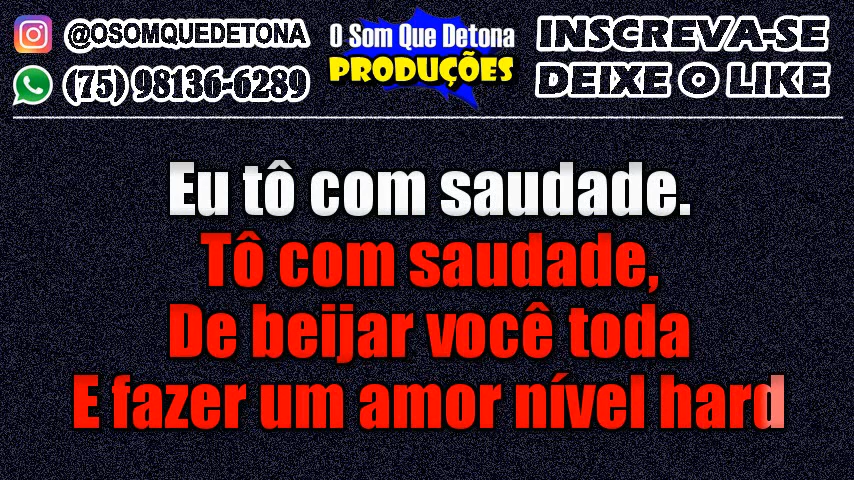 @OSOMQUEDETONA
(75) 98136-6289
O Som Que Detona
PRODUÇÕES
INSCREVA-SE
DEIXE O LIKE
Eu tô com saudade.
Tô com saudade,
De beijar você toda
E fazer um amor nível hard